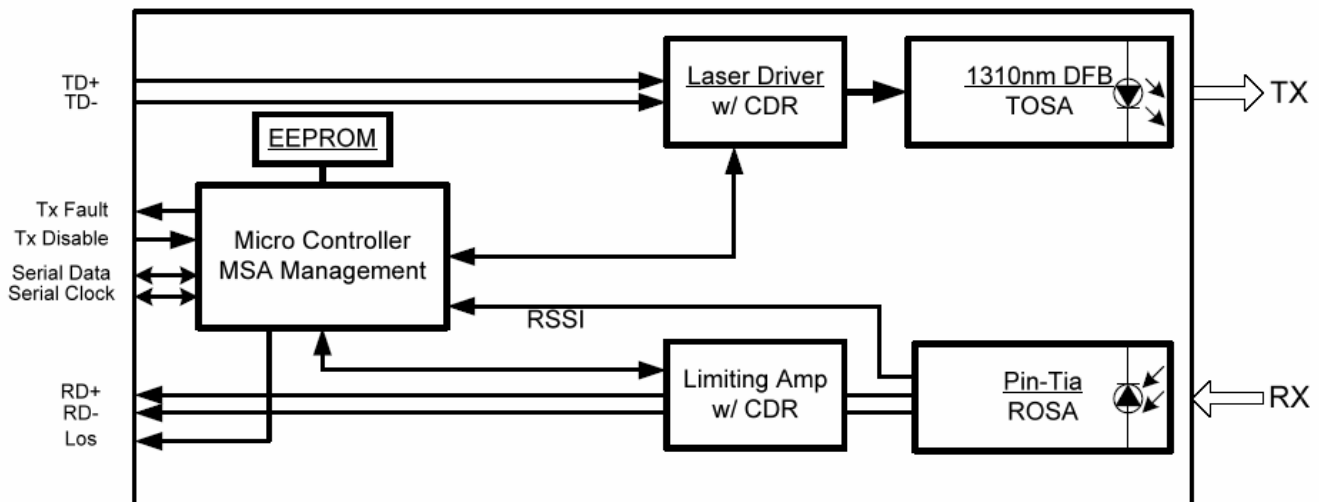 TD+
TD-
Laser Driver
w/ CDR
1310nm DFB
TOSA
TX
EEPROM
Tx Fault
Tx Disable
Serial Data
Serial Clock
Micro Controller
MSA Management
RSSI
RD+
RD-
Los
Limiting Amp
w/ CDR
Pin-Tia
ROSA
RX